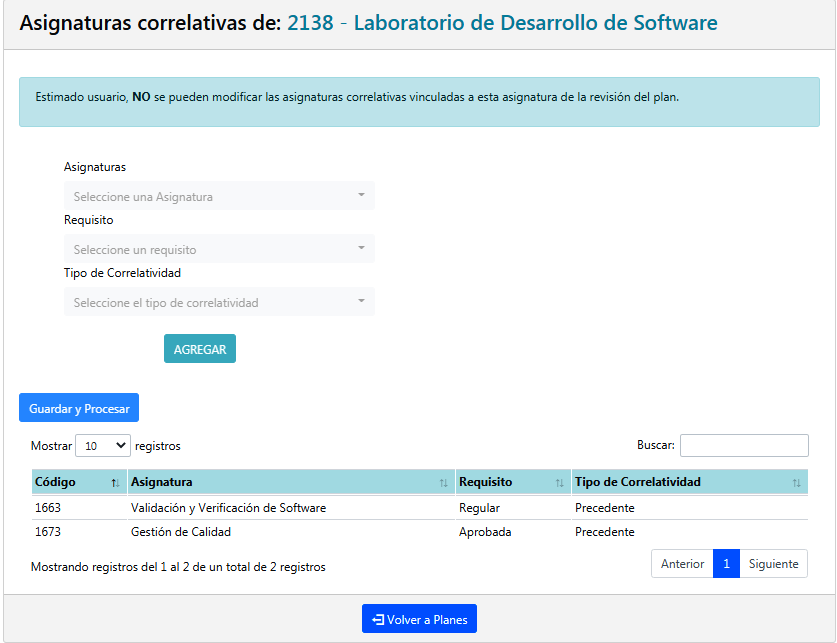 Asignaturas correlativas de: 2138 - Laboratorio de Desarrollo de Software
Estimado usuario, NO se pueden modificar las asignaturas correlativas vinculadas a esta asignatura de la revisión del plan.
Asignaturas
Seleccione una Asignatura
Requisito
Seleccione un requisito
Tipo de Correlatividad
Seleccione el tipo de correlatividad
AGREGAR
Guardar y Procesar
Mostrar 10 registros Buscar:
Código Asignatura Requisito Tipo de Correlatividad
1663 Validación y Verificación de Software Regular Precedente
1673 Gestión de Calidad Aprobada Precedente
Mostrando registros del 1 al 2 de un total de 2 registros Anterior 1 Siguiente
Volver a Planes